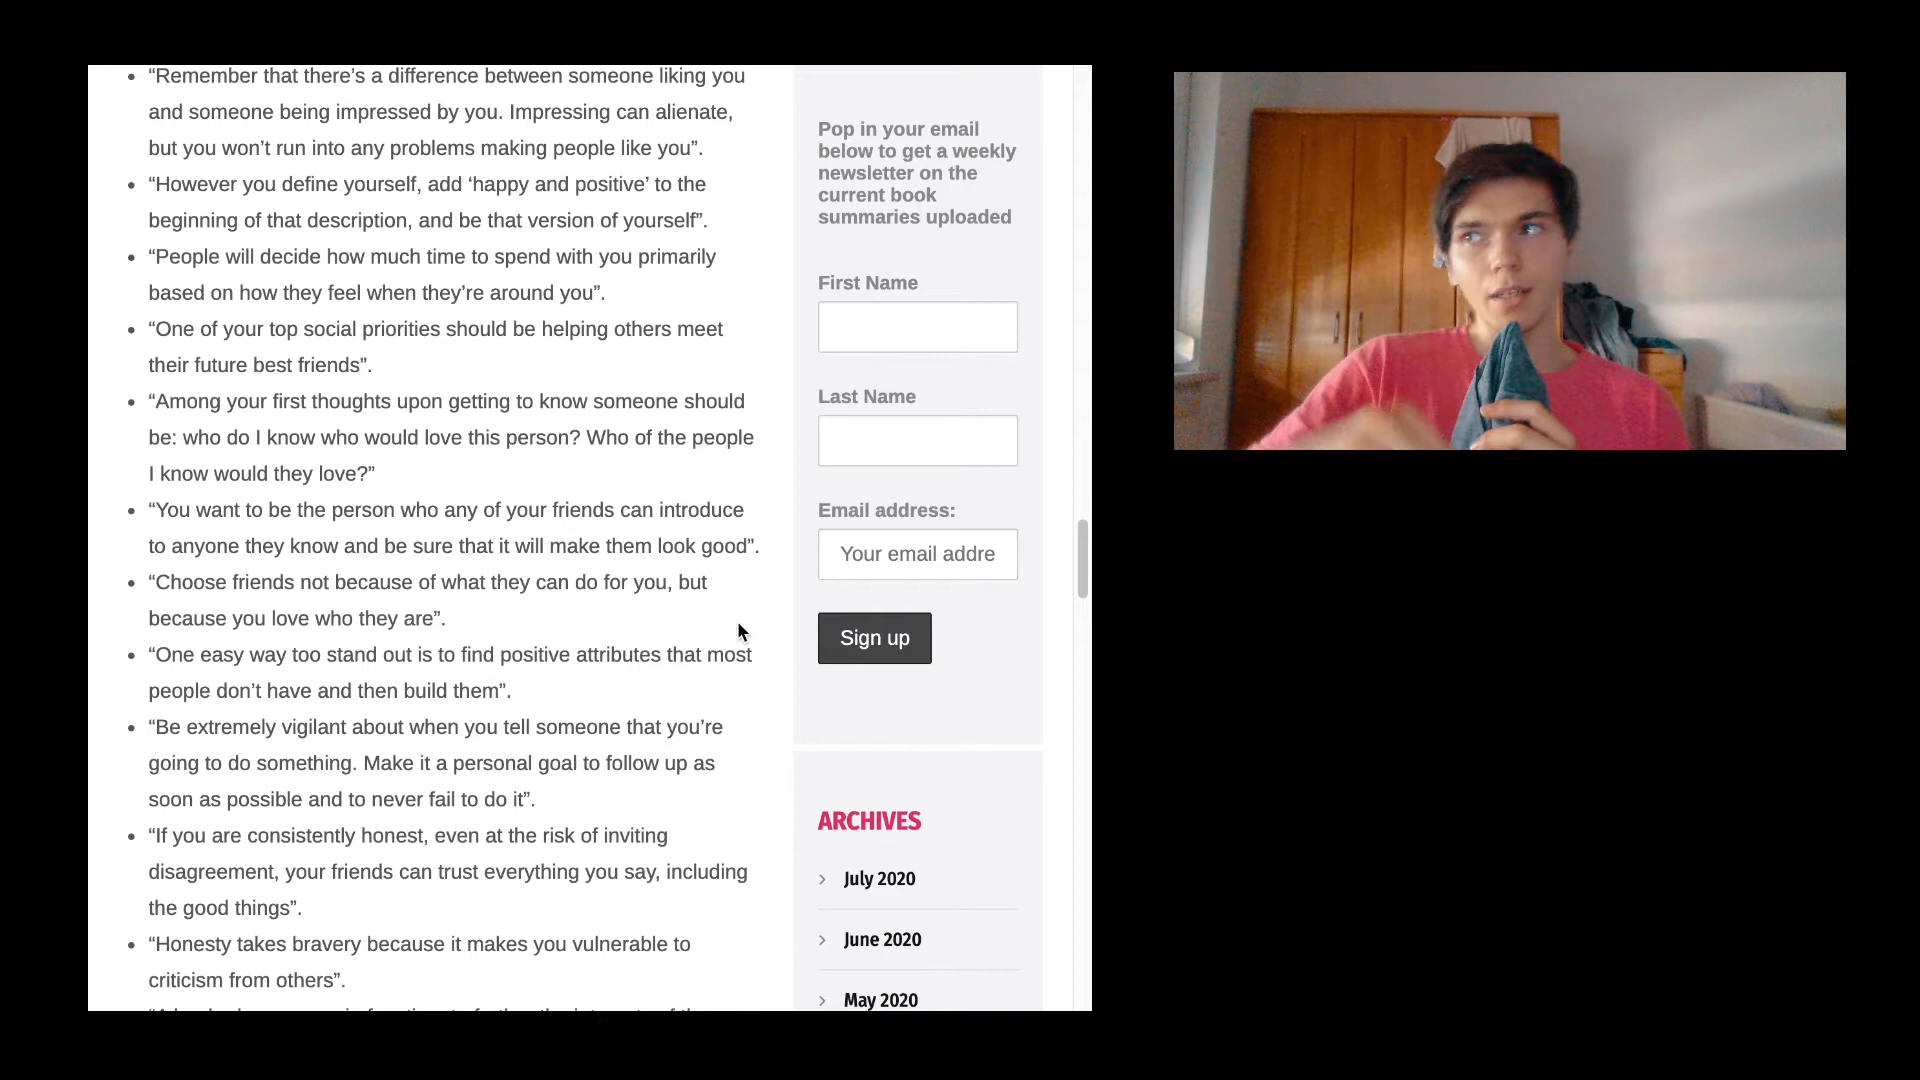 “Remember that there’s a difference between someone liking you
and someone being impressed by you. Impressing can alienate,
but you won’t run into any problems making people like you”.
“However you define yourself, add ‘happy and positive’ to the
beginning of that description, and be that version of yourself”.
“People will decide how much time to spend with you primarily
based on how they feel when they’re around you”.
“One of your top social priorities should be helping others meet
their future best friends”.
“Among your first thoughts upon getting to know someone should
be: who do I know who would love this person? Who of the people
I know would they love?”
“You want to be the person who any of your friends can introduce
to anyone they know and be sure that it will make them look good”.
“Choose friends not because of what they can do for you, but
because you love who they are”.
“One easy way too stand out is to find positive attributes that most
people don’t have and then build them”.
“Be extremely vigilant about when you tell someone that you’re
going to do something. Make it a personal goal to follow up as
soon as possible and to never fail to do it”.
“If you are consistently honest, even at the risk of inviting
disagreement, your friends can trust everything you say, including
the good things”.
“Honesty takes bravery because it makes you vulnerable to
criticism from others”.
Pop in your email
below to get a weekly
newsletter on the
current book
summaries uploaded
First Name
Last Name
Email address:
Your email addre
Sign up
ARCHIVES
July 2020
June 2020
May 2020